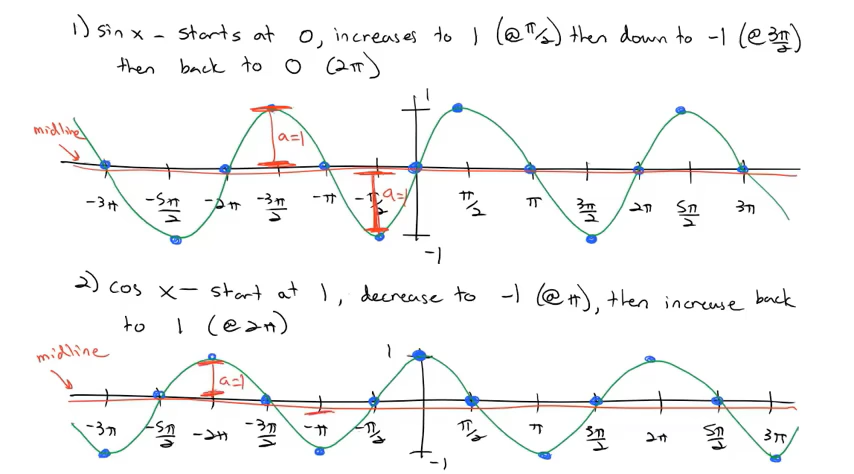 1) sin x – starts at 0, increases to 1 (@ π/2) then down to -1 (@ 3π/2)
then back to 0 (2π)
1
midline
a=1
a=1
-3π -5π/2 -2π -3π/2 -π -π/2 π/2 π 3π/2 2π 5π/2 3π
-1
2) cos x – start at 1, decrease to -1 (@π), then increase back
to 1 (@ 2π)
midline
1
a=1
-3π -5π/2 -2π -3π/2 -π -π/2 π/2 π 3π/2 2π 5π/2 3π
-1